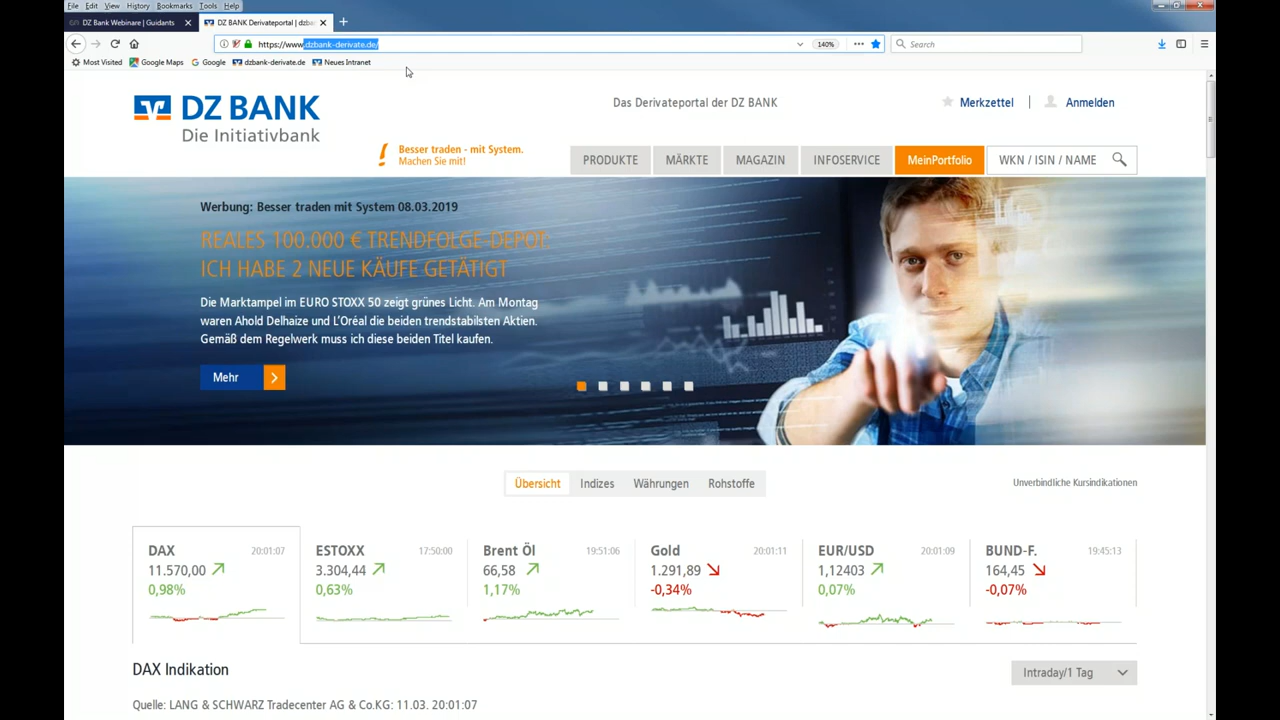 File Edit View History Bookmarks Tools Help
DZ Bank Webinare | Guidants
DZ BANK Derivateportal | dzba
https://www.dzbank-derivate.de/
140%
Search
Most Visited Google Maps Google dzbank-derivate.de Neues Intranet
DZ BANK
Die Initiativbank
Das Derivateportal der DZ BANK
Merkzettel | Anmelden
Besser traden - mit System.
Machen Sie mit!
PRODUKTE MÄRKTE MAGAZIN INFOSERVICE MeinPortfolio WKN / ISIN / NAME
Werbung: Besser traden mit System 08.03.2019
REALES 100.000 € TRENDFOLGE-DEPOT
ICH HABE 2 NEUE KÄUFE GETÄTIGT
Die Marktampel im EURO STOXX 50 zeigt grünes Licht. Am Montag
waren Ahold Delhaize und L'Oréal die beiden trendstabilsten Aktien.
Gemäß dem Regelwerk muss ich diese beiden Titel kaufen.
Mehr
Übersicht Indizes Währungen Rohstoffe
Unverbindliche Kursindikationen
DAX 20:01:07
11.570,00
0,98%
ESTOXX 17:50:00
3.304,44
0,63%
Brent Öl 19:51:06
66,58
1,17%
Gold 20:01:11
1.291,89
-0,34%
EUR/USD 20:01:09
1,12403
0,07%
BUND-F. 19:45:13
164,45
-0,07%
DAX Indikation
Intraday/1 Tag
Quelle: LANG & SCHWARZ Tradecenter AG & Co.KG: 11.03. 20:01:07